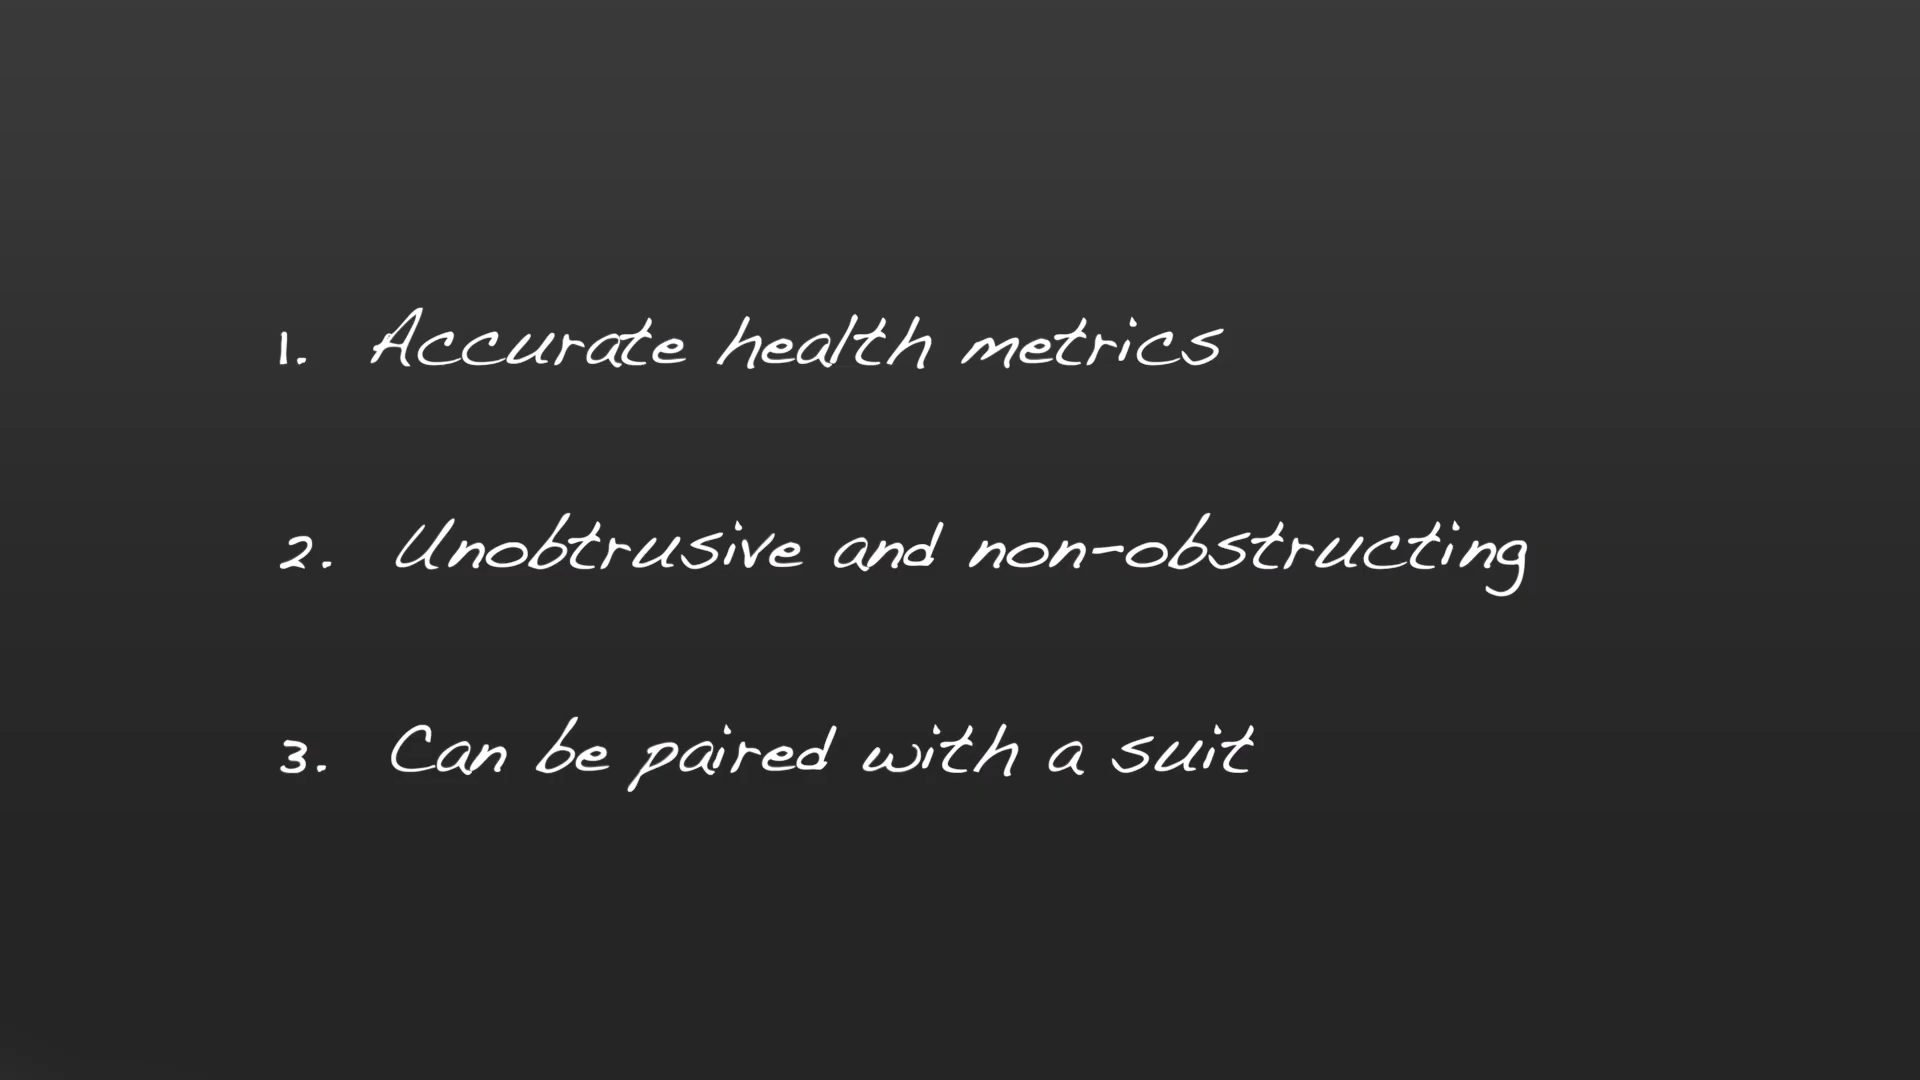 1. Accurate health metrics
2. Unobtrusive and non-obstructing
3. Can be paired with a suit